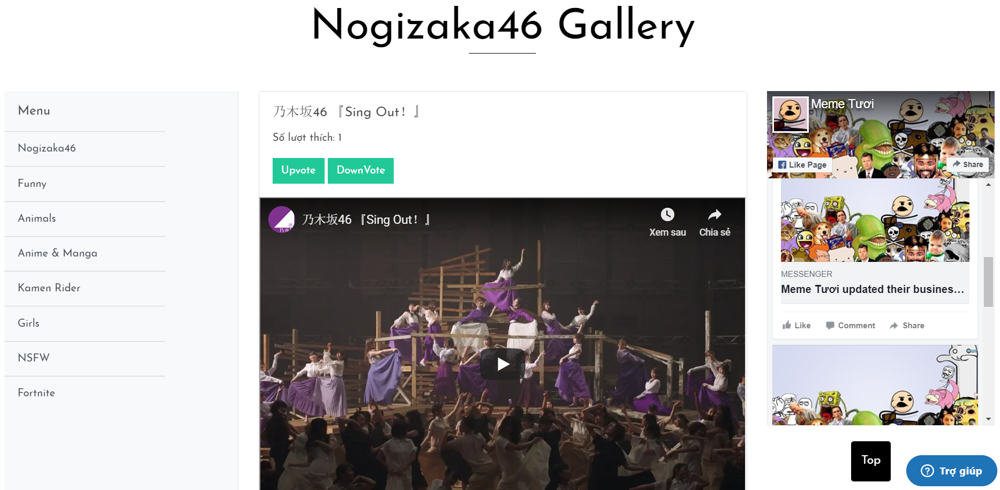 Nogizaka46 Gallery
Menu
Nogizaka46
Funny
Animals
Anime & Manga
Kamen Rider
Girls
NSFW
Fortnite
乃木坂46 『Sing Out！』
Số lượt thích: 1
Upvote
DownVote
乃木坂46 『Sing Out！』
Xem sau
Chia sẻ
Meme Tươi
Like Page
Share
MESSENGER
Meme Tươi updated their busines...
Like
Comment
Share
Top
Trợ giúp